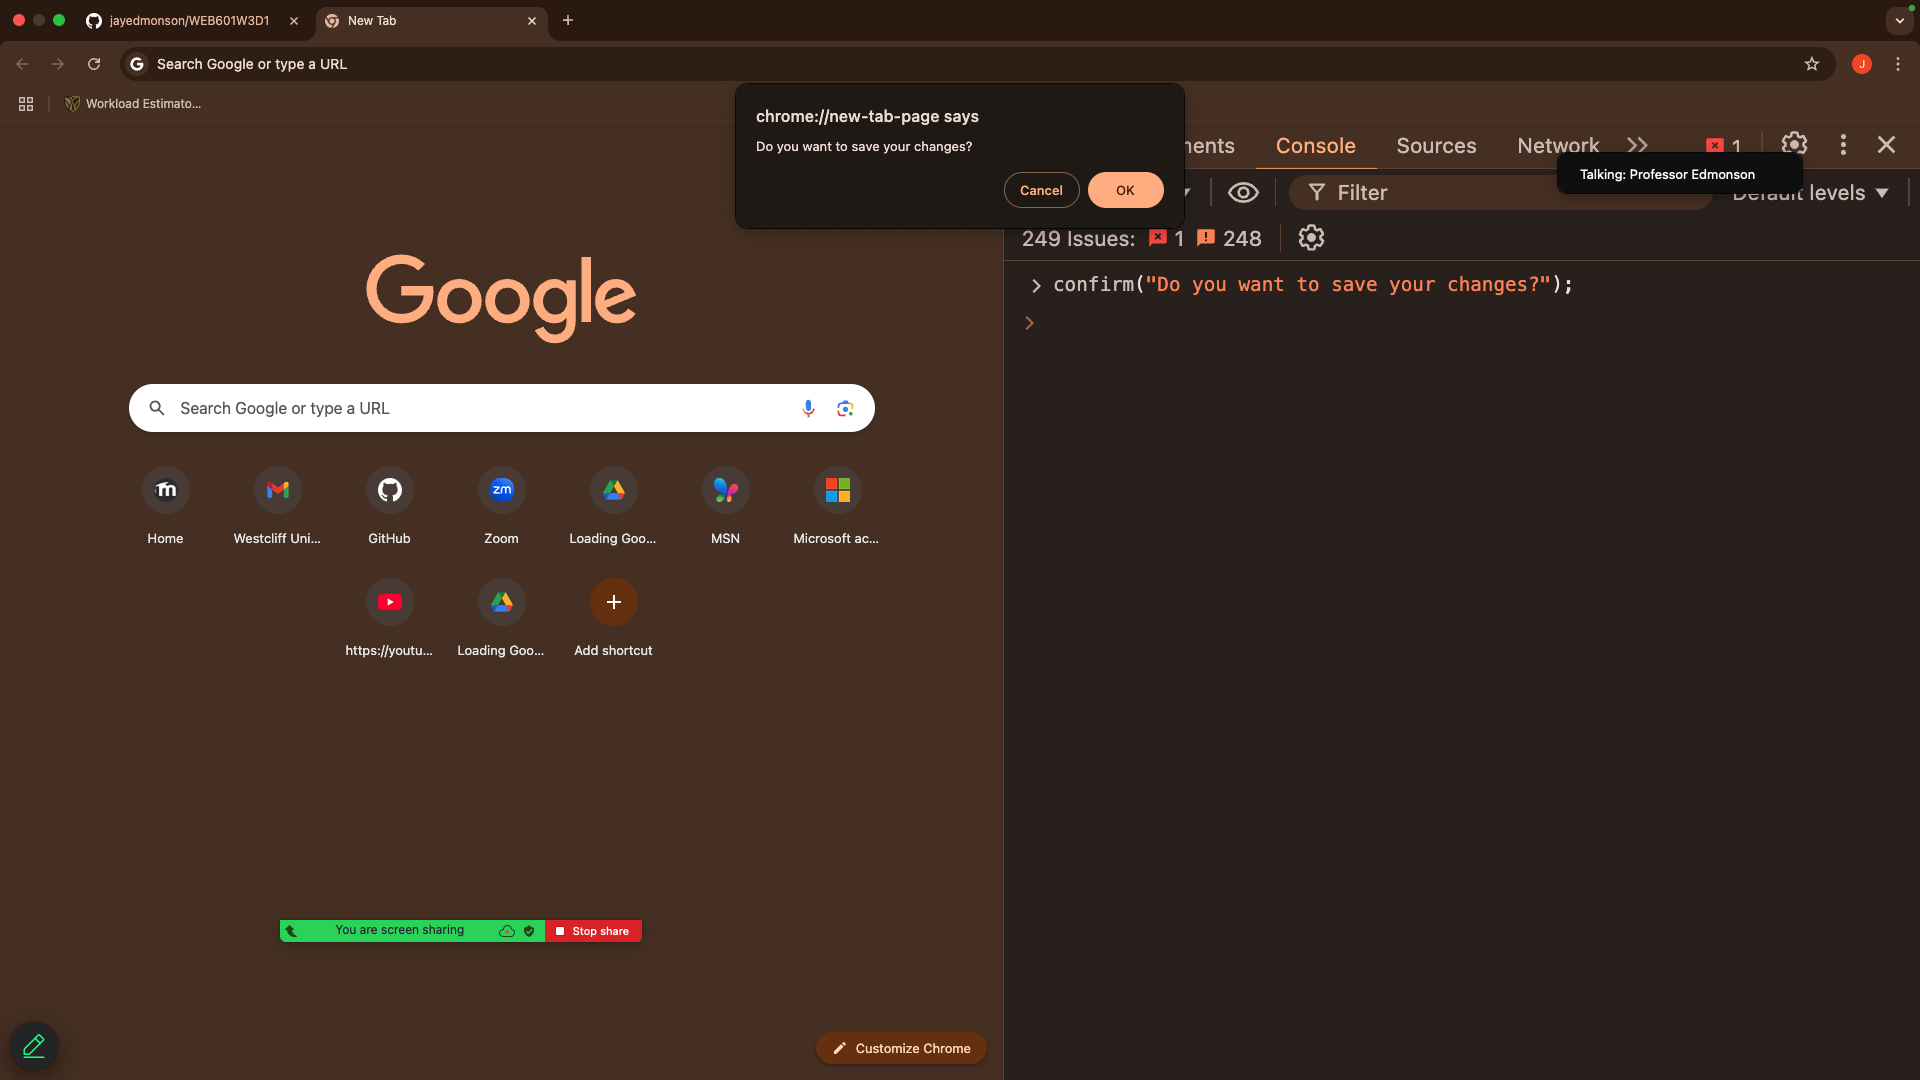 jayedmonson/WEB601W3D1
New Tab
Search Google or type a URL
J
Workload Estimato...
chrome://new-tab-page says
Do you want to save your changes?
Cancel
OK
Console
Sources
Network
1
Talking: Professor Edmonson
Filter
Default levels
249 Issues: 1 248
confirm("Do you want to save your changes?");
Google
Search Google or type a URL
Home
Westcliff Uni...
GitHub
zm
Zoom
Loading Goo...
MSN
Microsoft ac...
https://youtu...
Loading Goo...
Add shortcut
You are screen sharing
Stop share
Customize Chrome